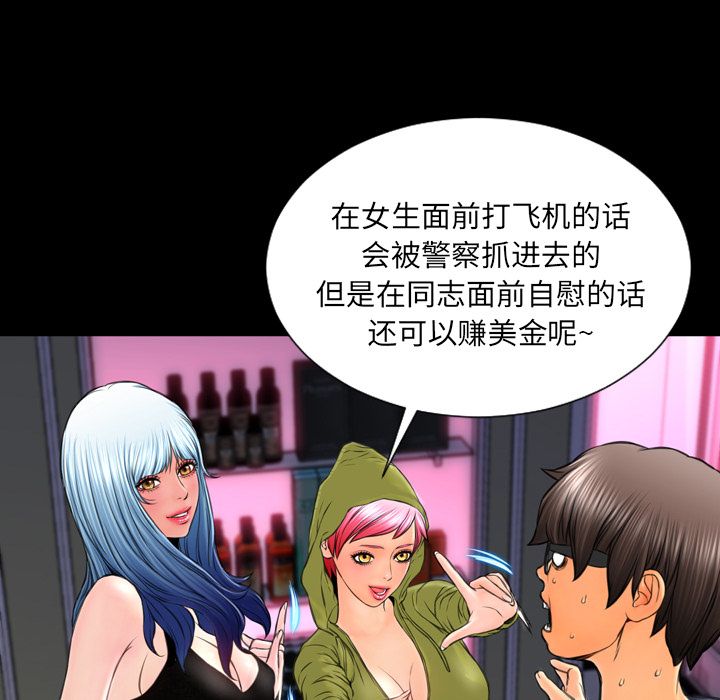 在女生面前打飞机的话
会被警察抓进去的
但是在同志面前自慰的话
还可以赚美金呢~